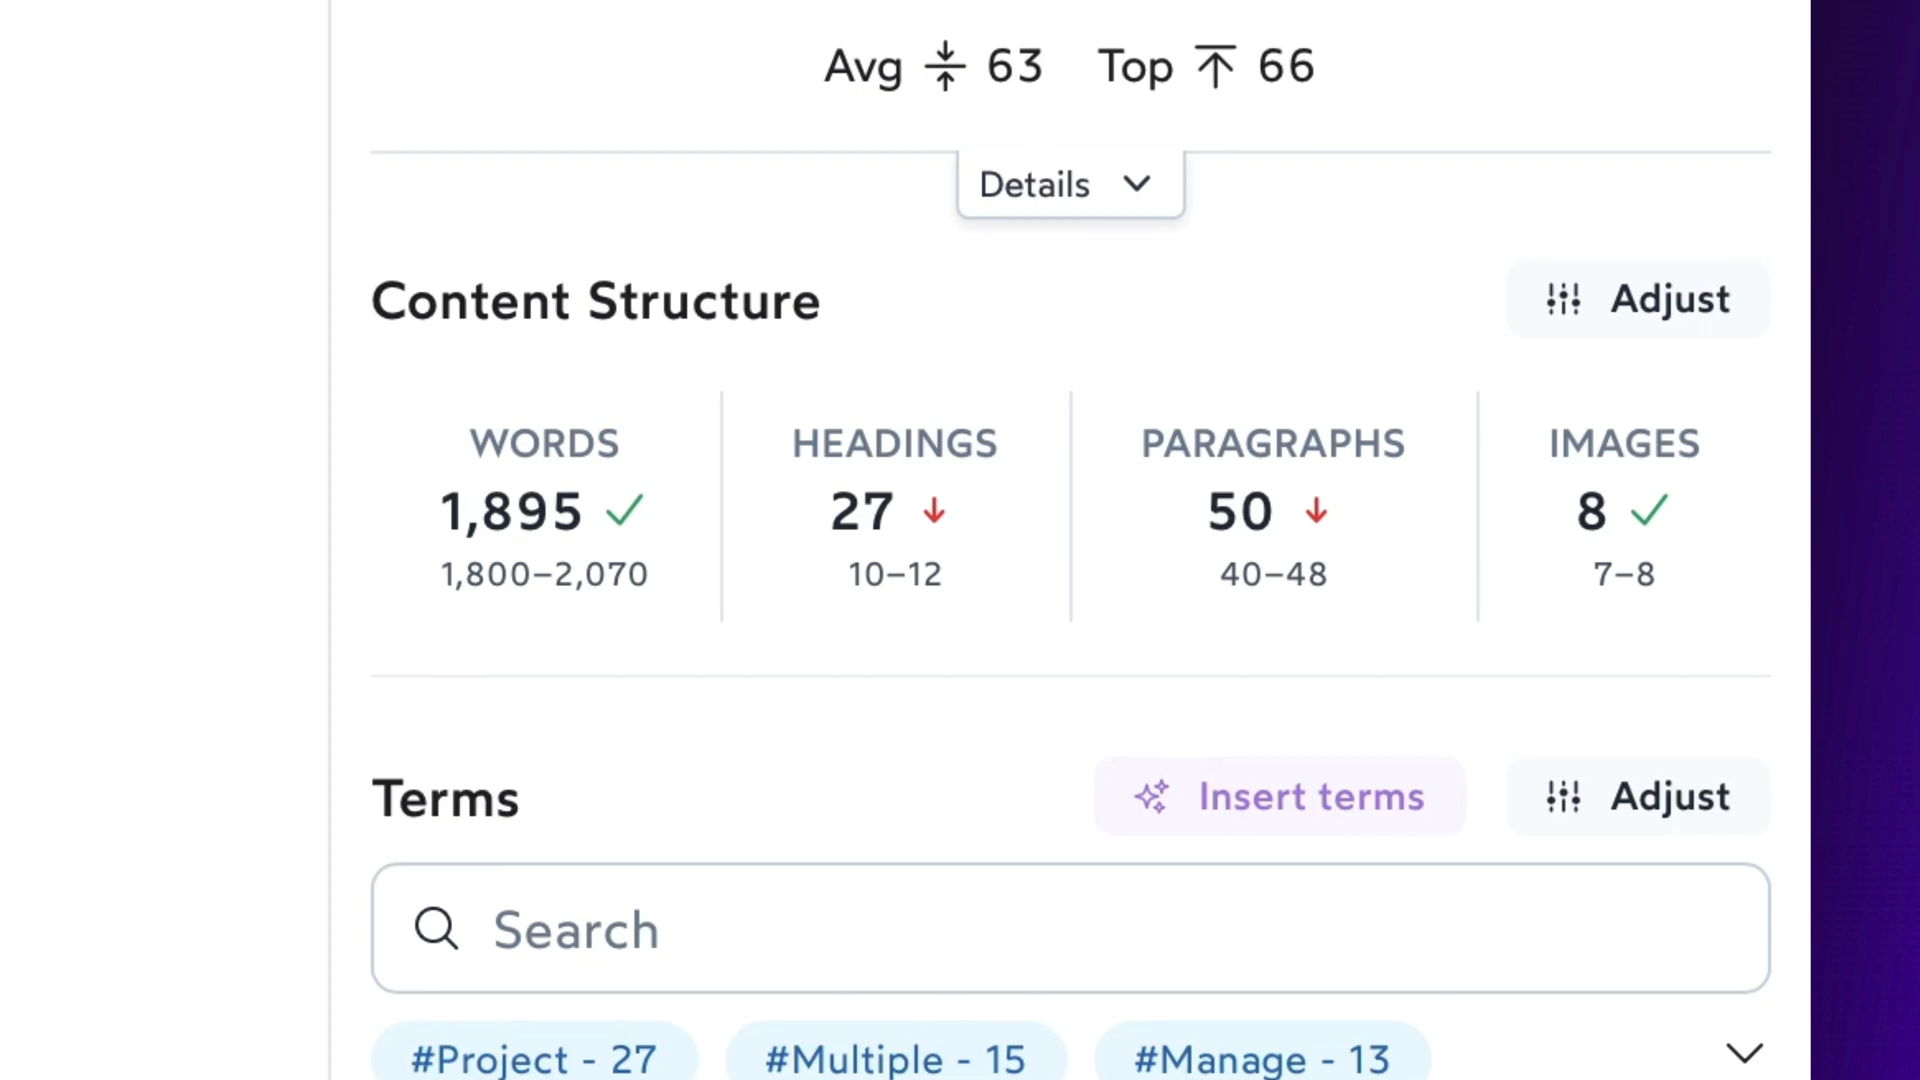 Avg 63 Top 66
Details
Content Structure
Adjust
WORDS HEADINGS PARAGRAPHS IMAGES
1,895 27 50 8
1,800–2,070 10–12 40–48 7–8
Terms
Insert terms
Adjust
Search
#Project - 27 #Multiple - 15 #Manage - 13